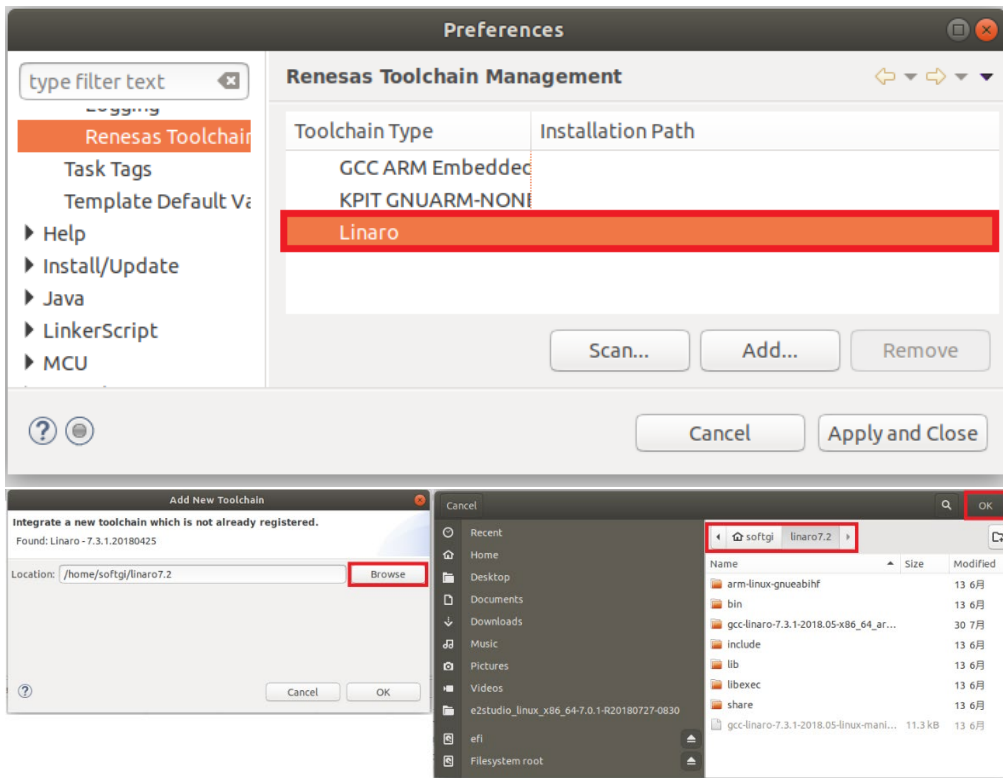 Preferences
type filter text
Renesas Toolchain Management
Logging
Renesas Toolchain
Task Tags
Template Default Va
Help
Install/Update
Java
LinkerScript
MCU
Toolchain Type Installation Path
GCC ARM Embedded
KPIT GNUARM-NONE
Linaro
Scan... Add... Remove
? Cancel Apply and Close
Add New Toolchain
Integrate a new toolchain which is not already registered.
Found: Linaro - 7.3.1.20180425
Location: /home/softgi/linaro7.2 Browse
? Cancel OK
Cancel OK
Recent
Home
Desktop
Documents
Downloads
Music
Pictures
Videos
e2studio_linux_x86_64-7.0.1-R20180727-0830
efi
Filesystem root
softgi linaro7.2
Name Size Modified
arm-linux-gnueabihf 13 6月
bin 13 6月
gcc-linaro-7.3.1-2018.05-x86_64_ar... 30 7月
include 13 6月
lib 13 6月
libexec 13 6月
share 13 6月
gcc-linaro-7.3.1-2018.05-linux-mani... 11.3 kB 13 6月